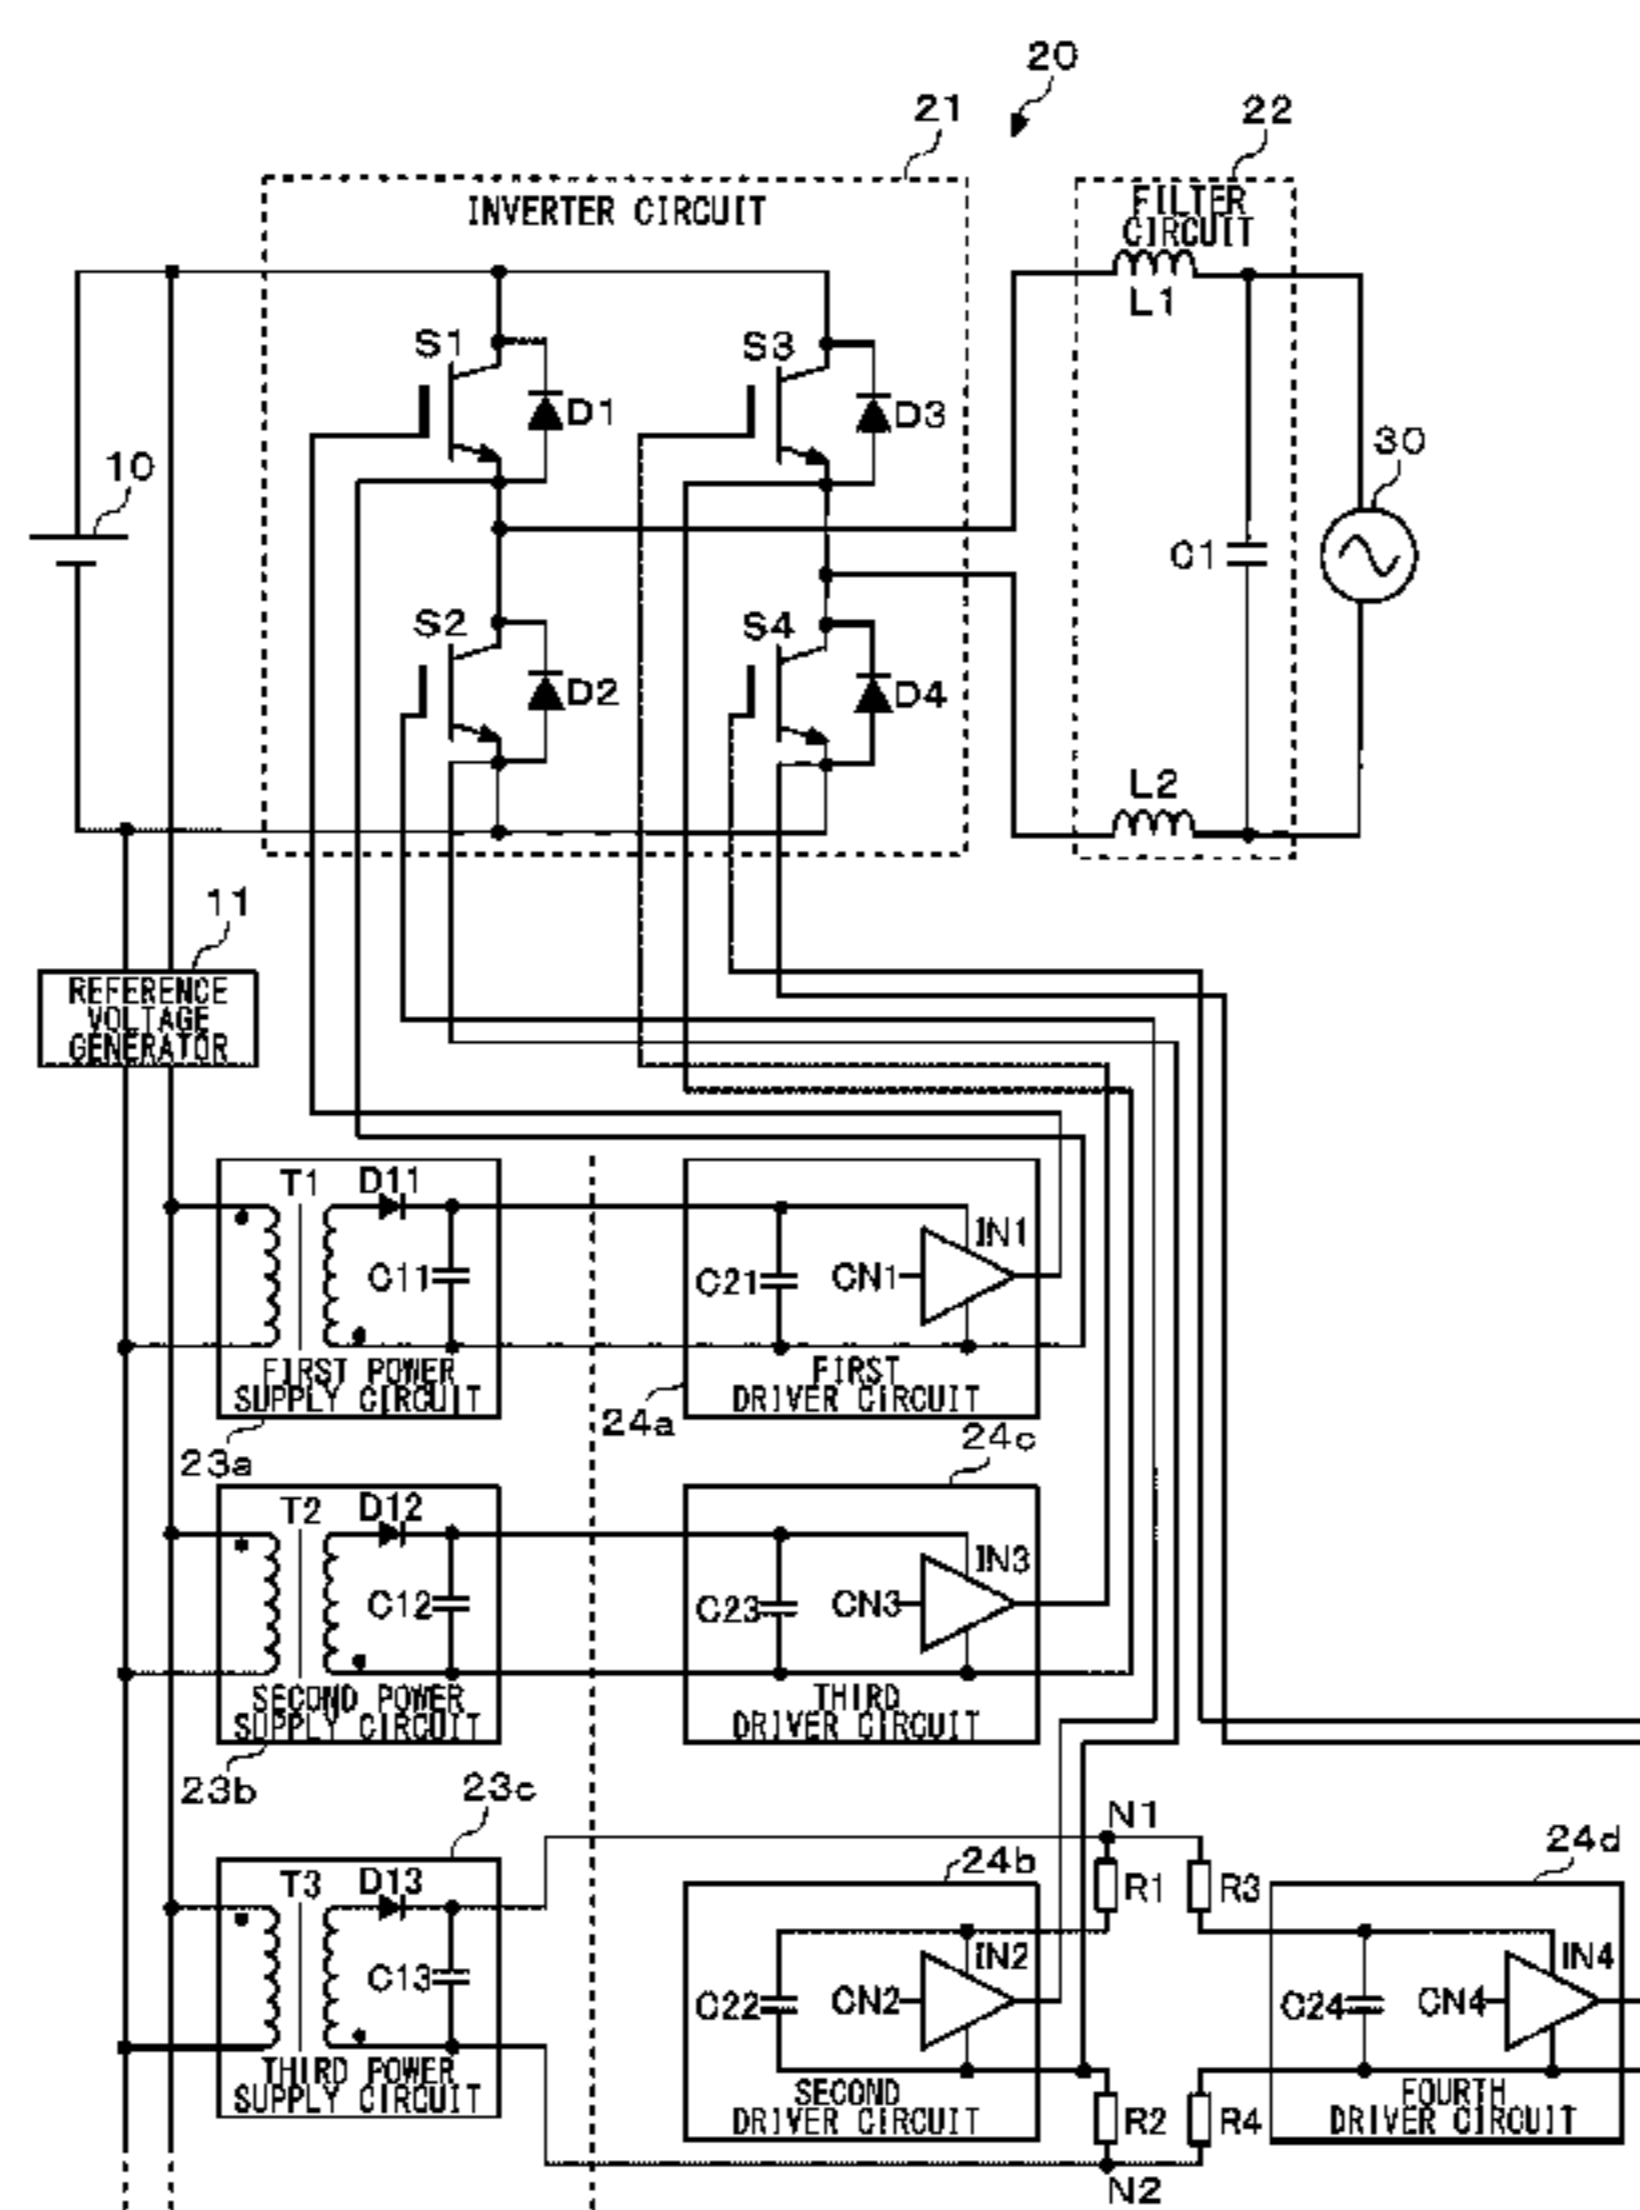 20
21
22
INVERTER CIRCUIT
FILTER
CIRCUIT
L1
S1
S3
D1
D3
30
10
C1
S2
S4
D2
D4
L2
11
REFERENCE
VOLTAGE
GENERATOR
T1
D11
IN1
C11
C21
CN1
FIRST POWER
SUPPLY CIRCUIT
FIRST
DRIVER CIRCUIT
24a
24c
23a
T2
D12
IN3
C12
C23
CN3
SECOND POWER
SUPPLY CIRCUIT
THIRD
DRIVER CIRCUIT
23b
23c
N1
24b
24d
T3
D13
R1
R3
IN2
IN4
C13
C22
CN2
C24
CN4
THIRD POWER
SUPPLY CIRCUIT
SECOND
DRIVER CIRCUIT
R2
R4
FOURTH
DRIVER CIRCUIT
N2